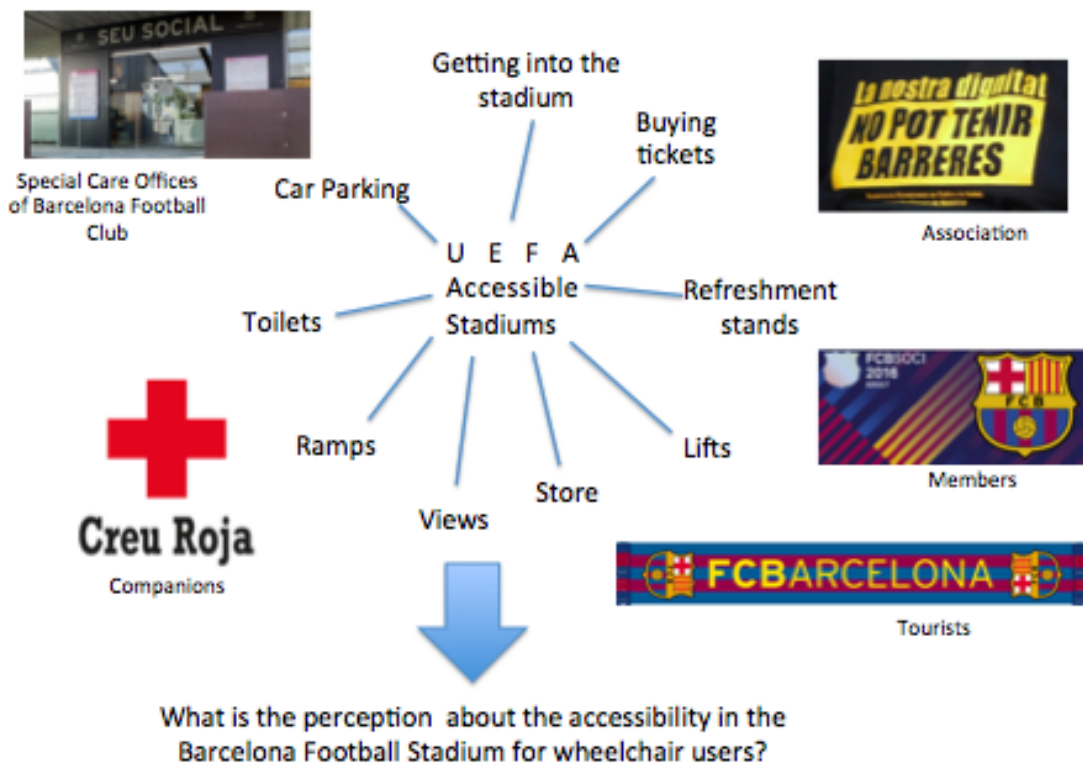 SEU SOCIAL
Special Care Offices
of Barcelona Football
Club
Getting into the
stadium
Buying
tickets
La nostra dignitat
NO POT TENIR
BARRERES
Association
Car Parking
U E F A
Accessible
Stadiums
Toilets
Refreshment
stands
FCBSOCI
2016
FCB
Members
Ramps
Lifts
Store
Views
Creu Roja
Companions
FCBARCELONA
Tourists
What is the perception about the accessibility in the
Barcelona Football Stadium for wheelchair users?